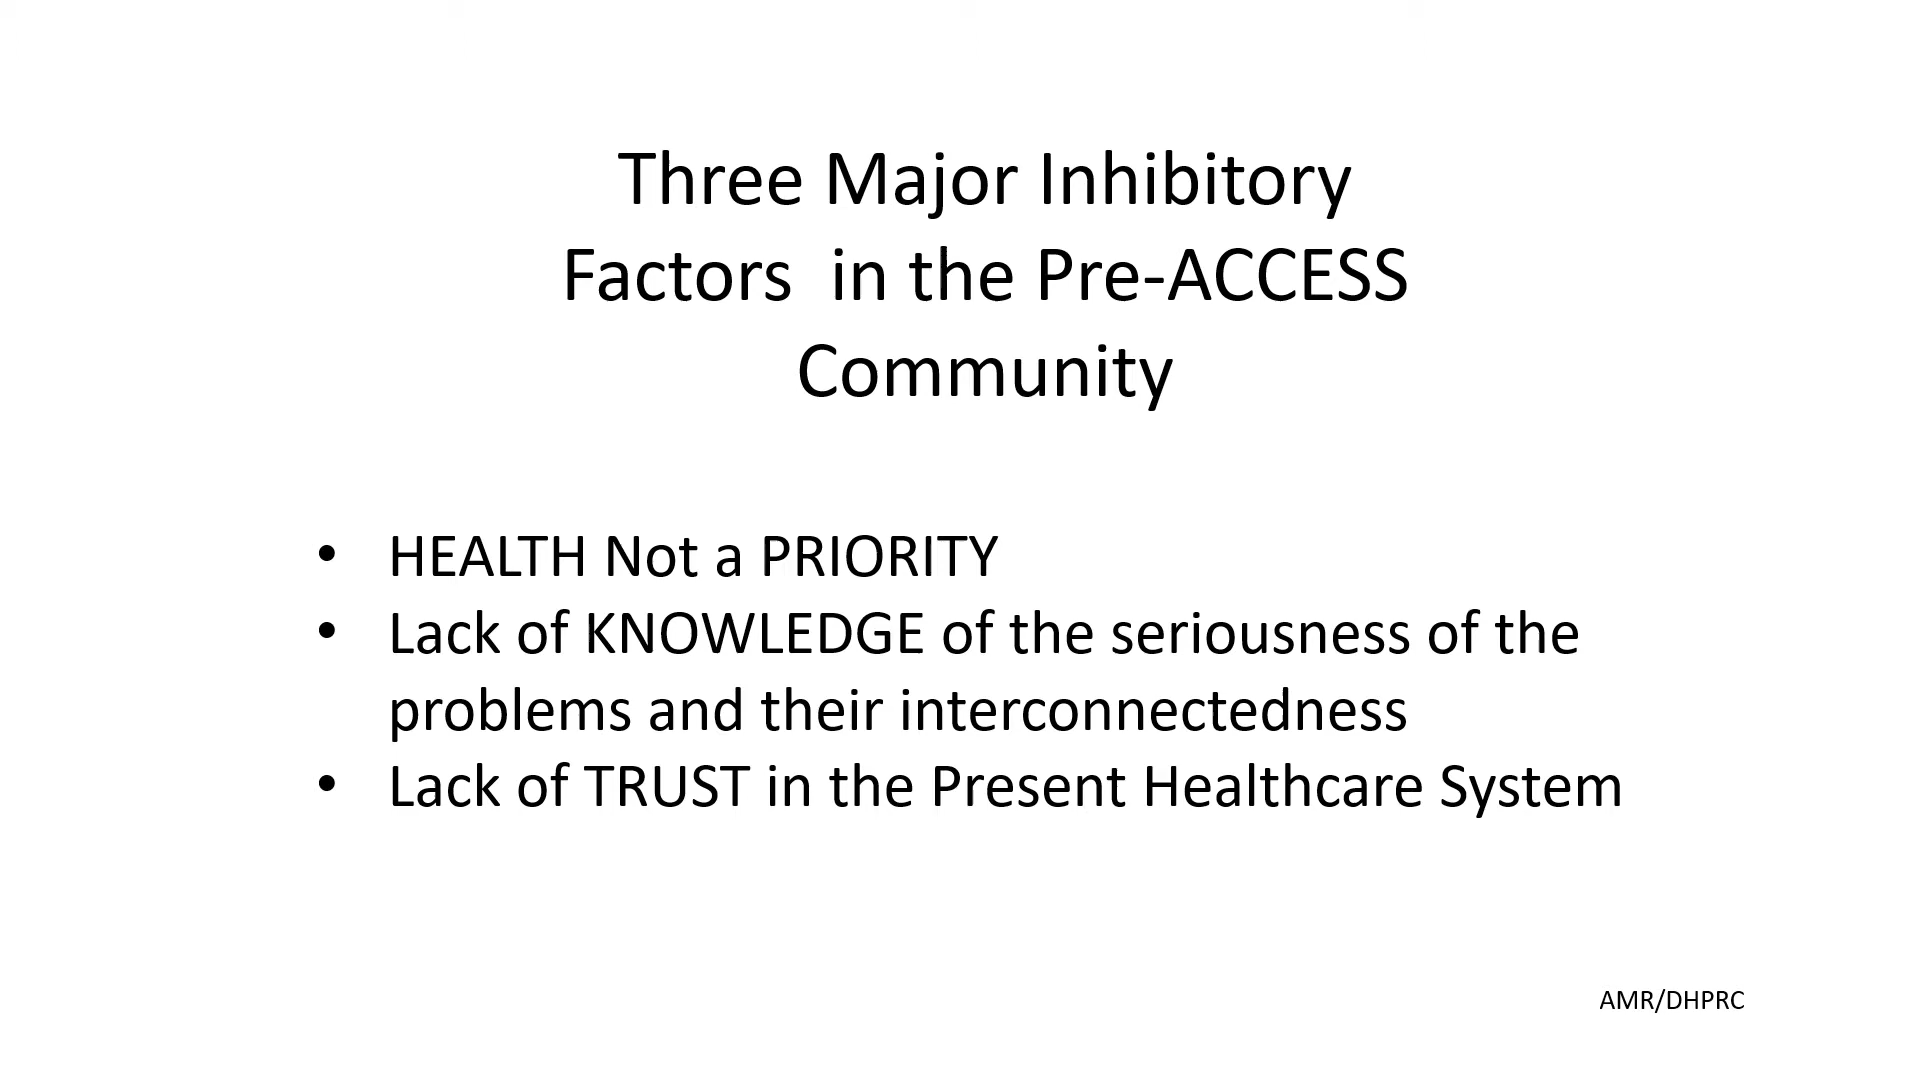 Three Major Inhibitory
Factors  in the Pre-ACCESS
Community
• HEALTH Not a PRIORITY
• Lack of KNOWLEDGE of the seriousness of the
problems and their interconnectedness
• Lack of TRUST in the Present Healthcare System
AMR/DHPRC